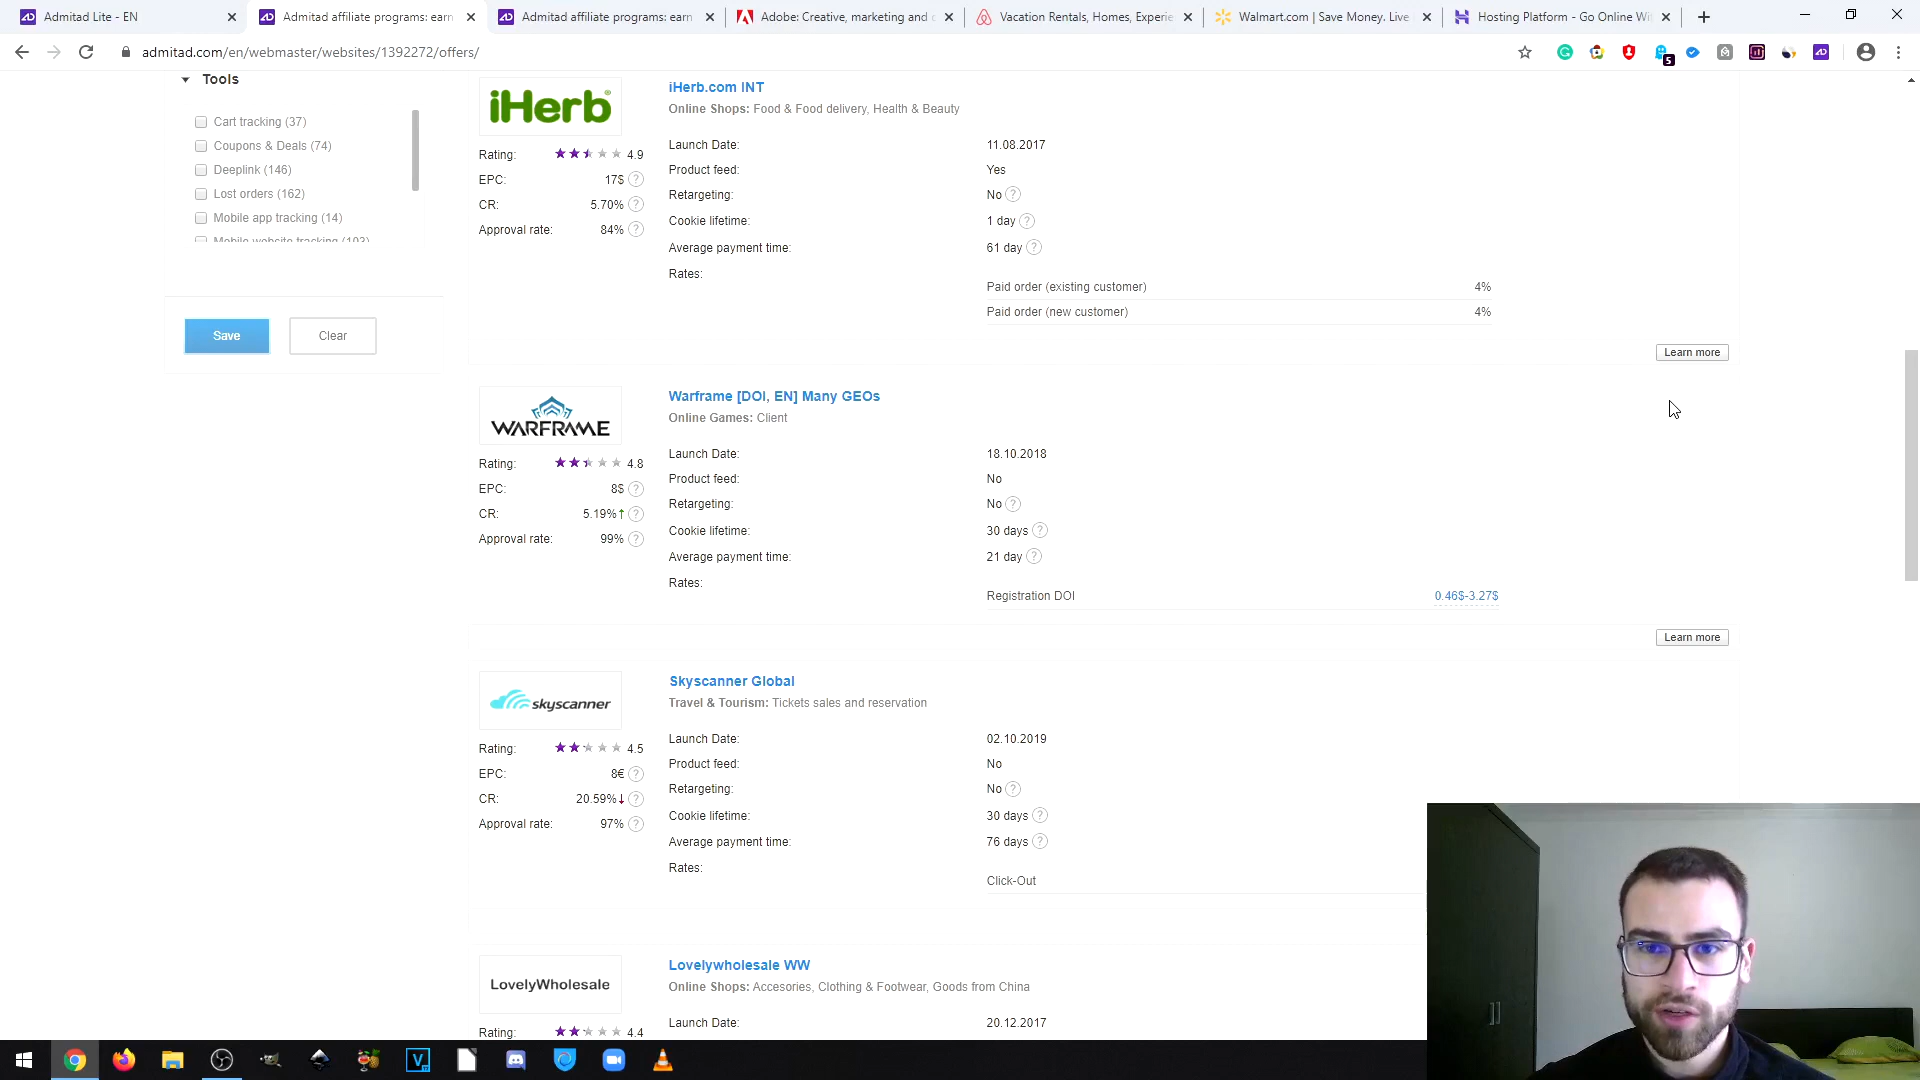 Admitad Lite - EN
Admitad affiliate programs: earn
Admitad affiliate programs: earn
Adobe: Creative, marketing and
Vacation Rentals, Homes, Experie
Walmart.com | Save Money. Live
Hosting Platform - Go Online Wi
admitad.com/en/webmaster/websites/1392272/offers/
5
Tools
Cart tracking (37)
Coupons & Deals (74)
Deeplink (146)
Lost orders (162)
Mobile app tracking (14)
Mobile website tracking (103)
Save
Clear
iHerb
iHerb.com INT
Online Shops: Food & Food delivery, Health & Beauty
Rating: 4.9
EPC: 17$ ?
CR: 5.70% ?
Approval rate: 84% ?
Launch Date: 11.08.2017
Product feed: Yes
Retargeting: No ?
Cookie lifetime: 1 day ?
Average payment time: 61 day ?
Rates:
Paid order (existing customer) 4%
Paid order (new customer) 4%
Learn more
WARFRAME
Warframe [DOI, EN] Many GEOs
Online Games: Client
Rating: 4.8
EPC: 8$ ?
CR: 5.19%↑ ?
Approval rate: 99% ?
Launch Date: 18.10.2018
Product feed: No
Retargeting: No ?
Cookie lifetime: 30 days ?
Average payment time: 21 day ?
Rates:
Registration DOI 0.46$-3.27$
Learn more
skyscanner
Skyscanner Global
Travel & Tourism: Tickets sales and reservation
Rating: 4.5
EPC: 8€ ?
CR: 20.59%↓ ?
Approval rate: 97% ?
Launch Date: 02.10.2019
Product feed: No
Retargeting: No ?
Cookie lifetime: 30 days ?
Average payment time: 76 days ?
Rates:
Click-Out
LovelyWholesale
Lovelywholesale WW
Online Shops: Accesories, Clothing & Footwear, Goods from China
Rating: 4.4
Launch Date: 20.12.2017